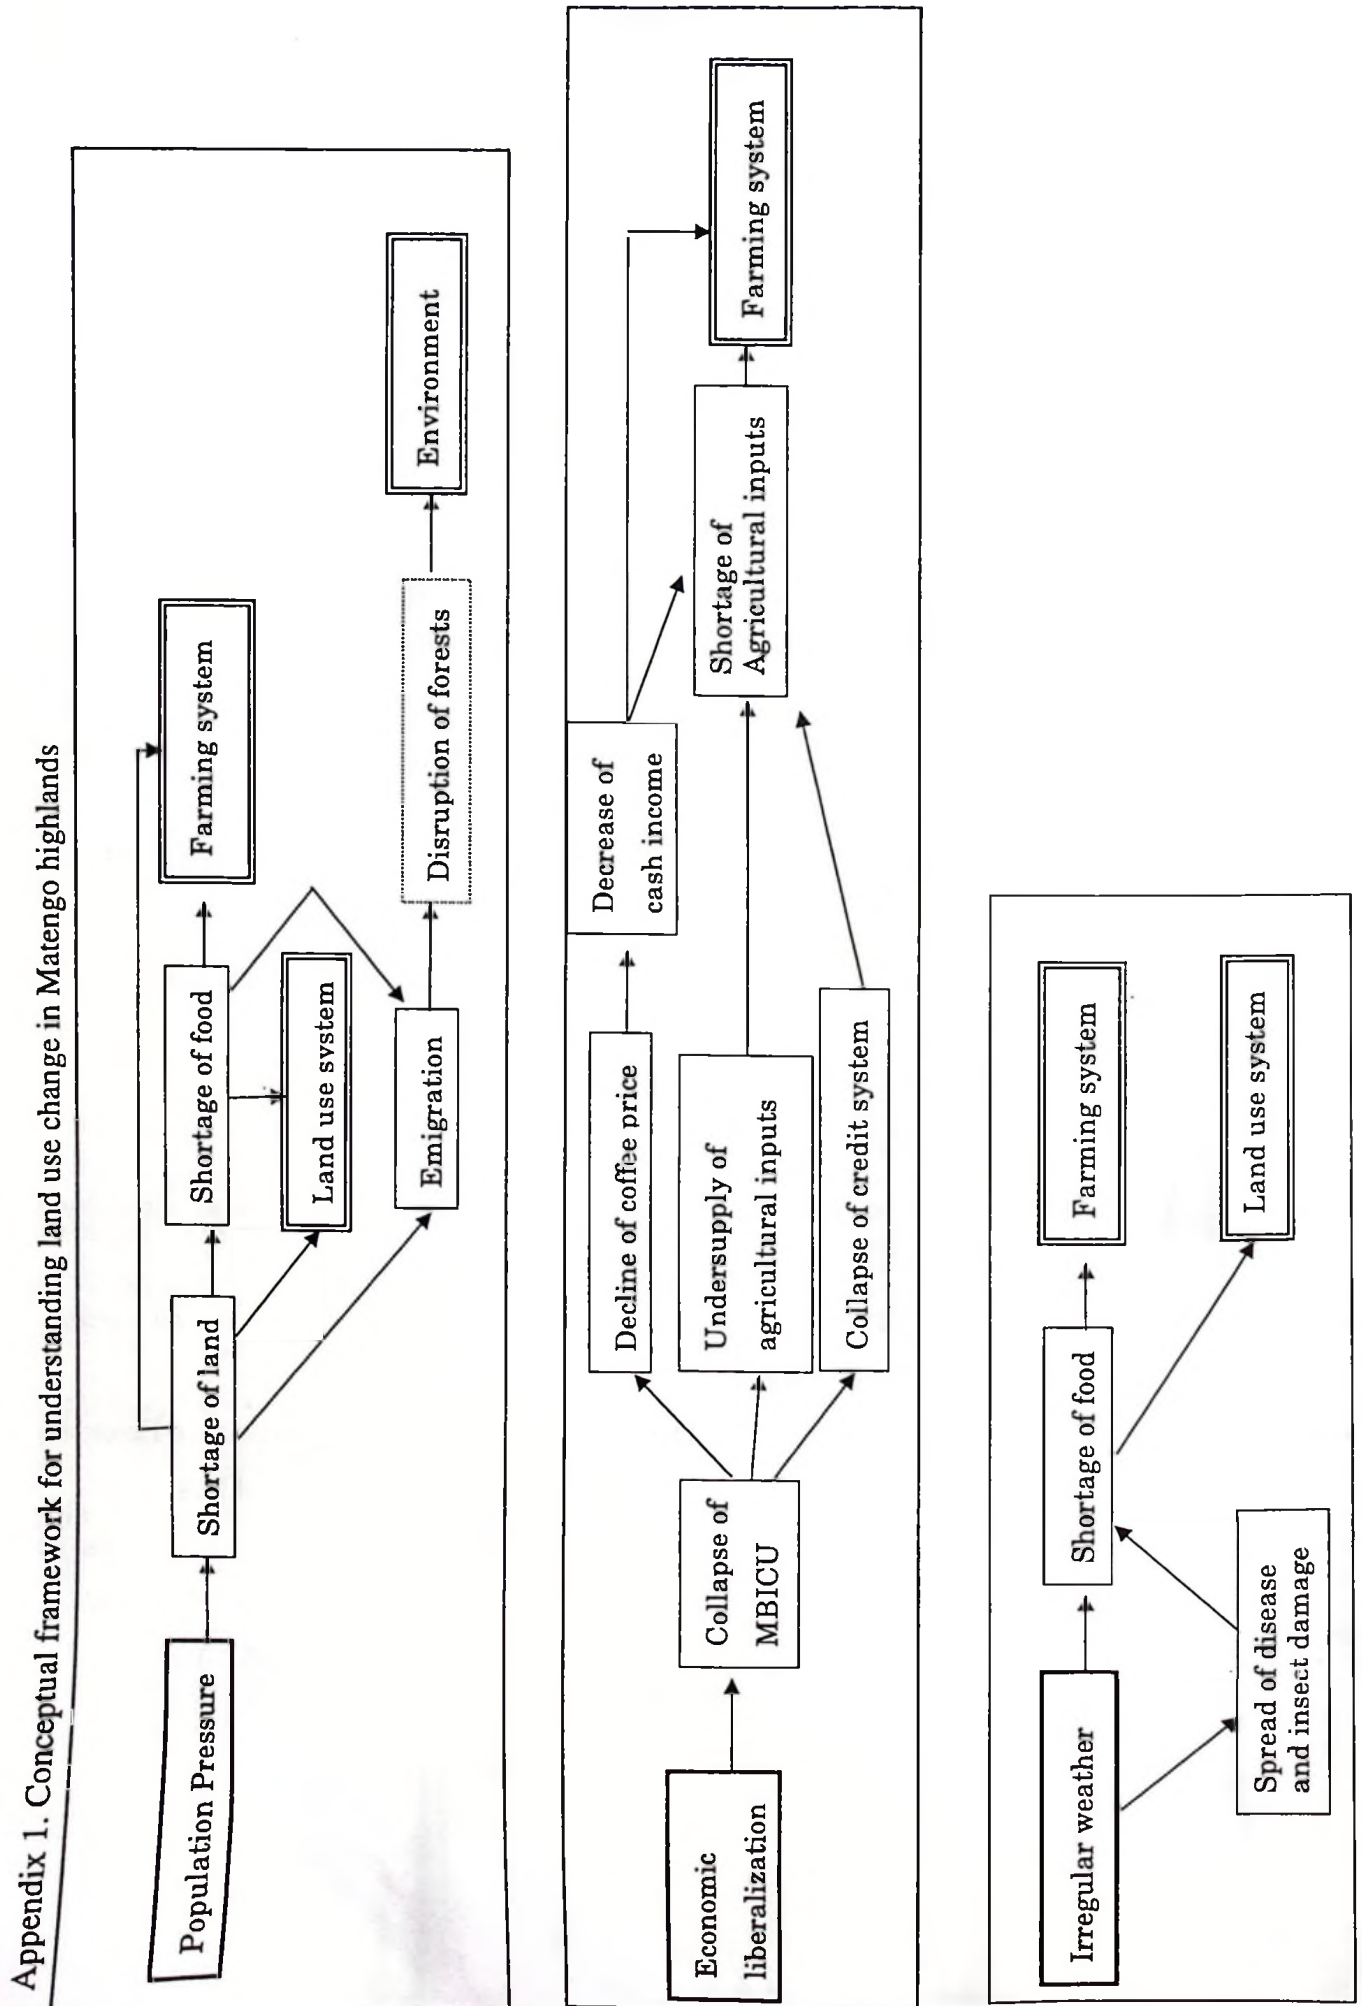 Appendix 1. Conceptual framework for understanding land use change in Matengo highlands
Population Pressure
Shortage of land
Shortage of food
Farming system
Land use system
Emigration
Disruption of forests
Environment
Economic
liberalization
Collapse of
MBICU
Decline of coffee price
Decrease of
cash income
Undersupply of
agricultural inputs
Collapse of credit system
Shortage of
Agricultural inputs
Farming system
Irregular weather
Shortage of food
Farming system
Spread of disease
and insect damage
Land use system